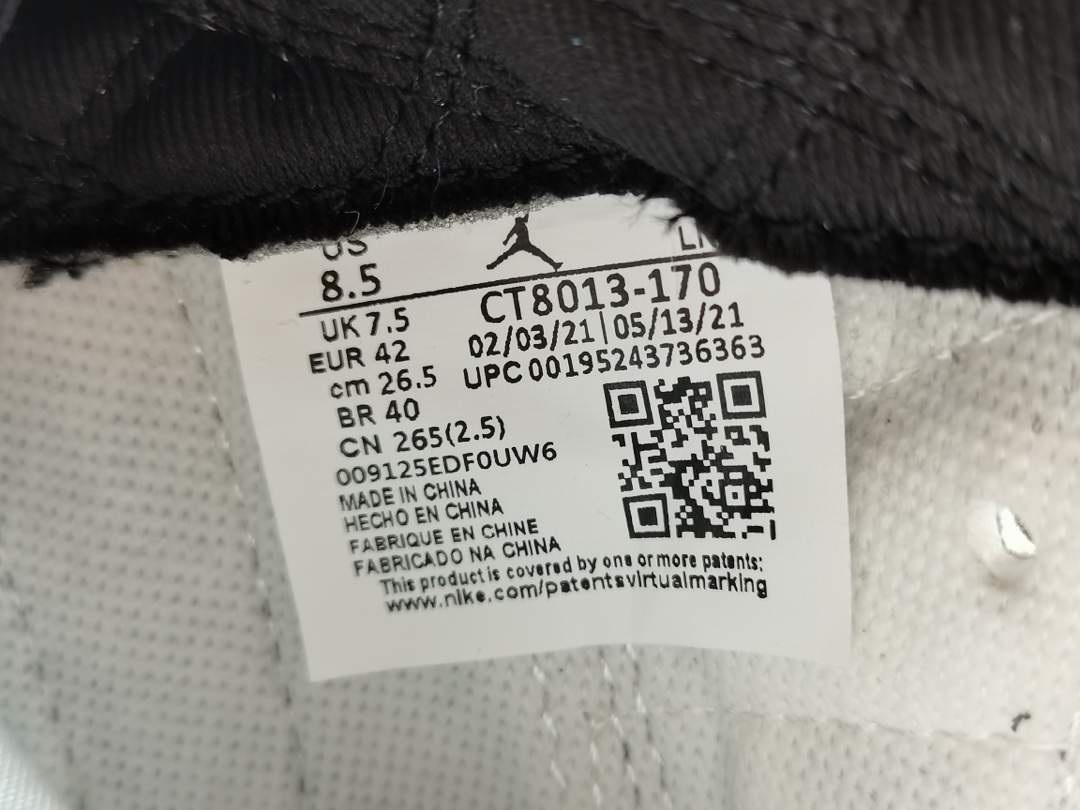 US
8.5
CT8013-170
UK 7.5
02/03/21|05/13/21
EUR 42
UPC 00195243736363
cm 26.5
BR 40
CN 265(2.5)
009125EDF0UW6
MADE IN CHINA
HECHO EN CHINA
FABRIQUE EN CHINE
FABRICADO NA CHINA
This product is covered by one or more patents:
www.nike.com/patentsvirtualmarking